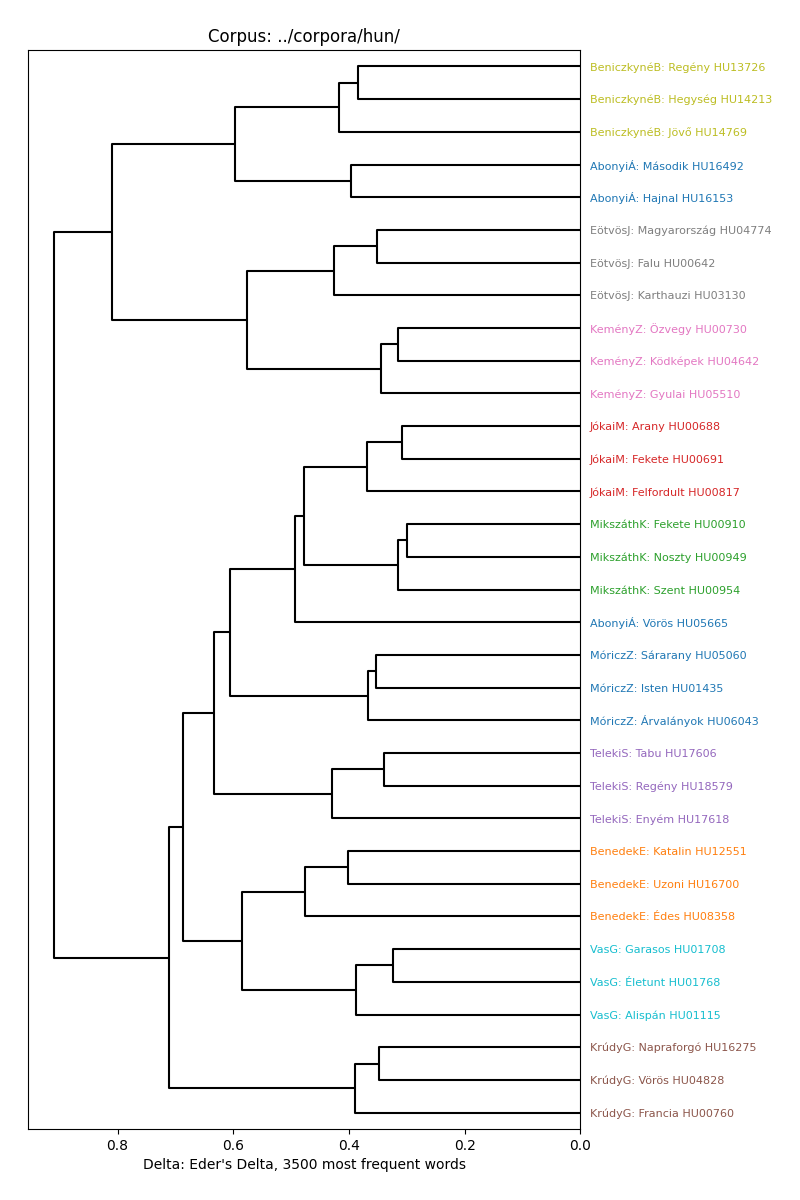 Corpus: ../corpora/hun/
BeniczkynéB: Regény HU13726
BeniczkynéB: Hegység HU14213
BeniczkynéB: Jövő HU14769
AbonyiÁ: Második HU16492
AbonyiÁ: Hajnal HU16153
EötvösJ: Magyarország HU04774
EötvösJ: Falu HU00642
EötvösJ: Karthauzi HU03130
KeményZ: Özvegy HU00730
KeményZ: Ködképek HU04642
KeményZ: Gyulai HU05510
JókaiM: Arany HU00688
JókaiM: Fekete HU00691
JókaiM: Felfordult HU00817
MikszáthK: Fekete HU00910
MikszáthK: Noszty HU00949
MikszáthK: Szent HU00954
AbonyiÁ: Vörös HU05665
MóriczZ: Sárarany HU05060
MóriczZ: Isten HU01435
MóriczZ: Árvalányok HU06043
TelekiS: Tabu HU17606
TelekiS: Regény HU18579
TelekiS: Enyém HU17618
BenedekE: Katalin HU12551
BenedekE: Uzoni HU16700
BenedekE: Édes HU08358
VasG: Garasos HU01708
VasG: Életunt HU01768
VasG: Alispán HU01115
KrúdyG: Napraforgó HU16275
KrúdyG: Vörös HU04828
KrúdyG: Francia HU00760
0.8 0.6 0.4 0.2 0.0
Delta: Eder's Delta, 3500 most frequent words